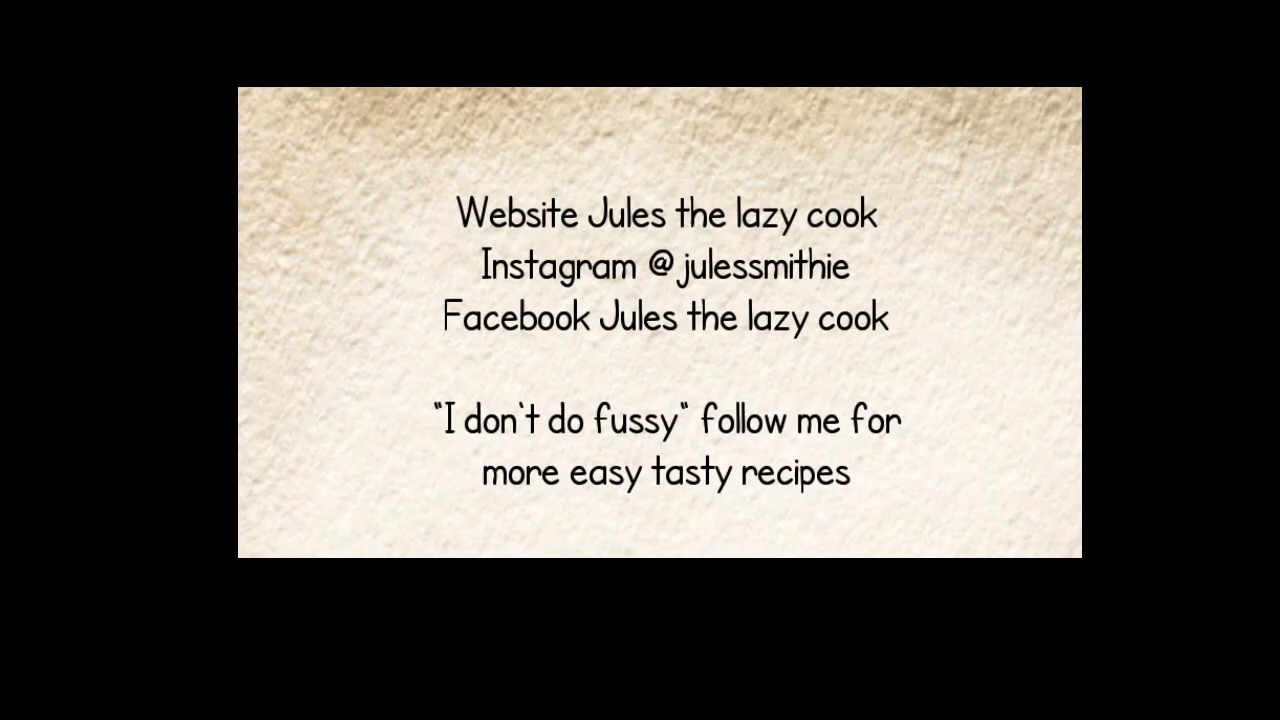 Website Jules the lazy cook
Instagram @julessmithie
Facebook Jules the lazy cook
"I don't do fussy" follow me for
more easy tasty recipes